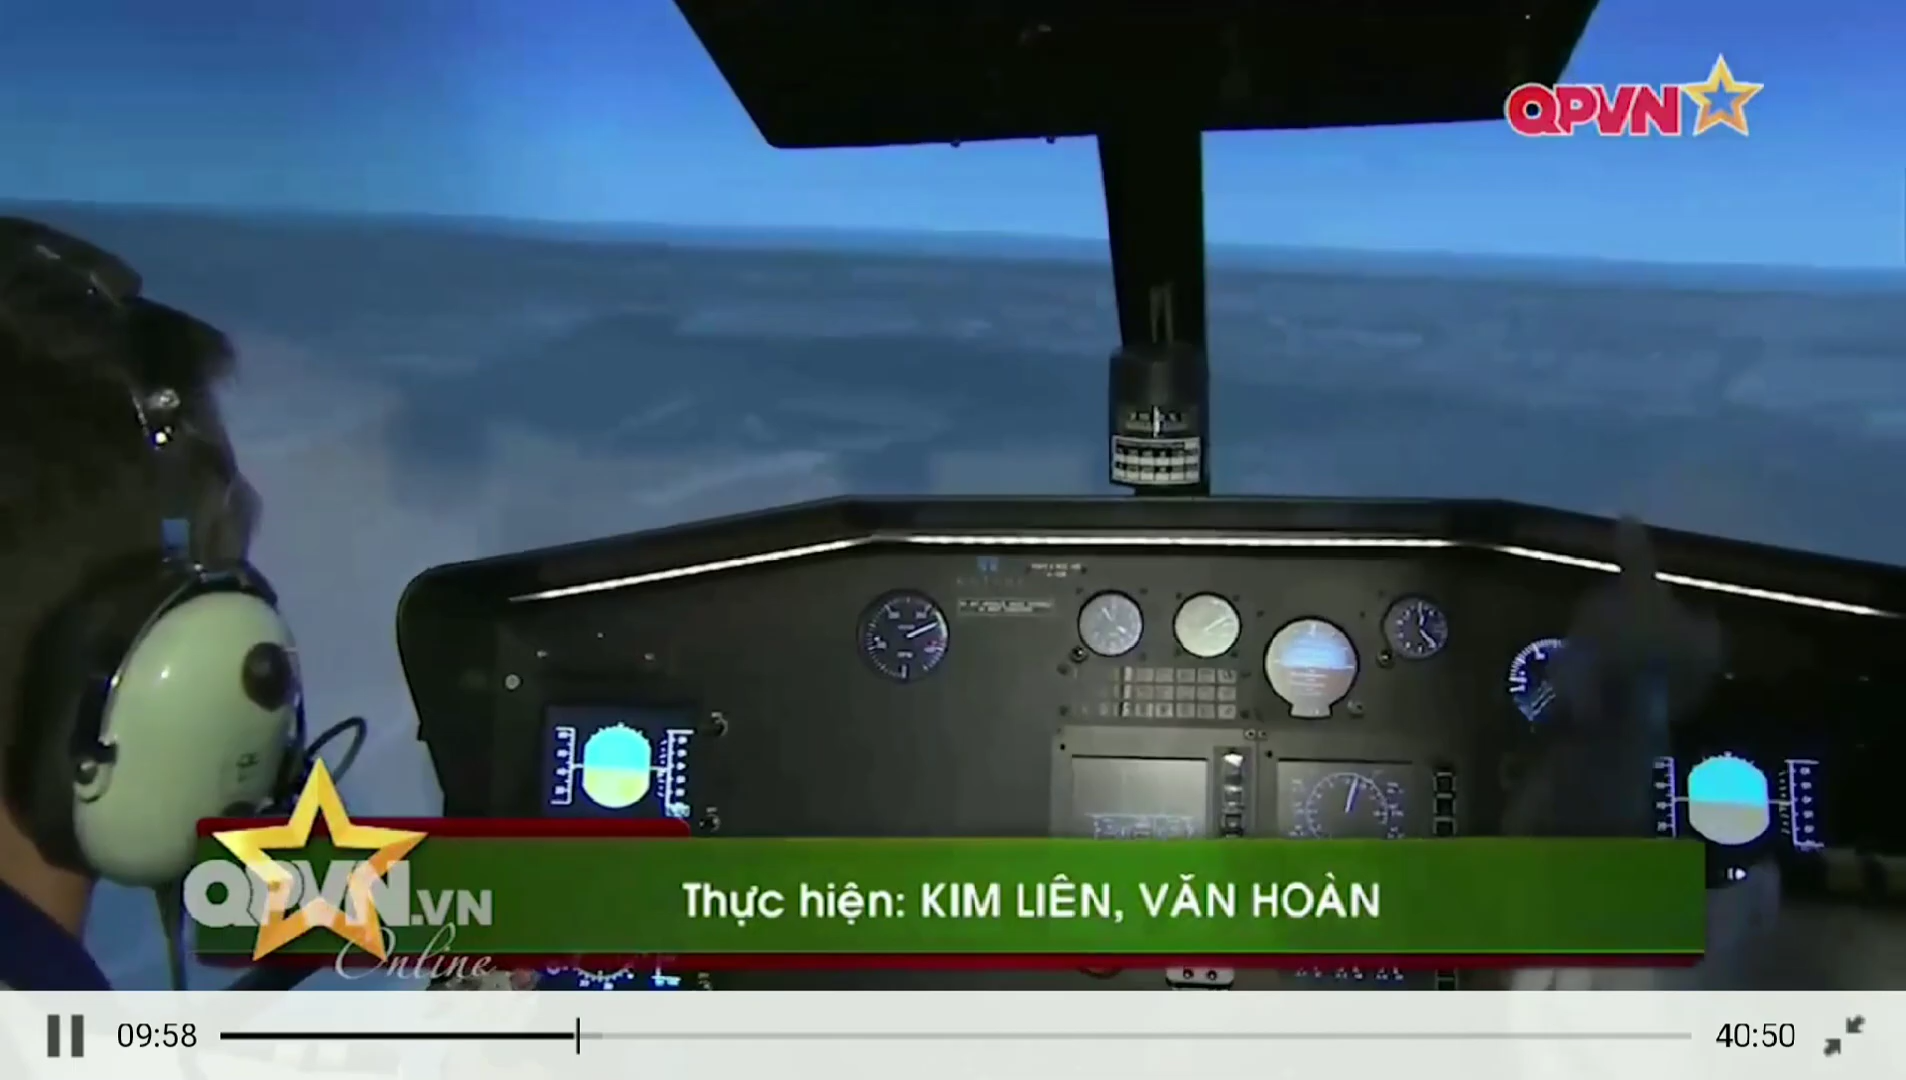 QPVN
Thực hiện: KIM LIÊN, VĂN HOÀN
QPVN.VN
Online
09:58
40:50